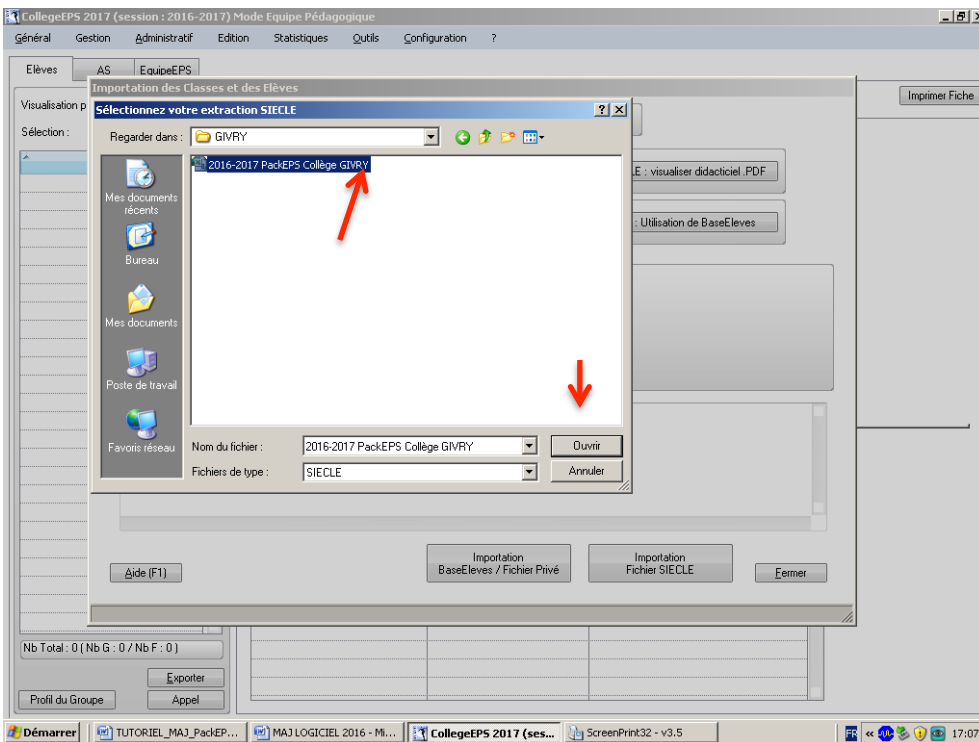 CollegeEPS 2017 (session : 2016-2017) Mode Equipe Pédagogique
Général Gestion Administratif Edition Statistiques Outils Configuration ?
Elèves AS EquipeEPS
Importation des Classes et des Elèves
Imprimer Fiche
Visualisation p
Sélectionnez votre extraction SIECLE
Sélection :
Regarder dans : GIVRY
2016-2017 PackEPS Collège GIVRY
LE : visualiser didacticiel .PDF
Mes documents
récents
: Utilisation de BaseEleves
Bureau
Mes documents
Poste de travail
Favoris réseau
Nom du fichier : 2016-2017 PackEPS Collège GIVRY Ouvrir
Fichiers de type : SIECLE Annuler
Importation
BaseEleves / Fichier Privé
Importation
Fichier SIECLE
Aide (F1)
Fermer
Nb Total : 0 ( Nb G : 0 / Nb F : 0 )
Exporter
Profil du Groupe Appel
Démarrer TUTORIEL_MAJ_PackEP... MAJ LOGICIEL 2016 - Mi... CollegeEPS 2017 (ses... ScreenPrint32 - v3.5 FR «